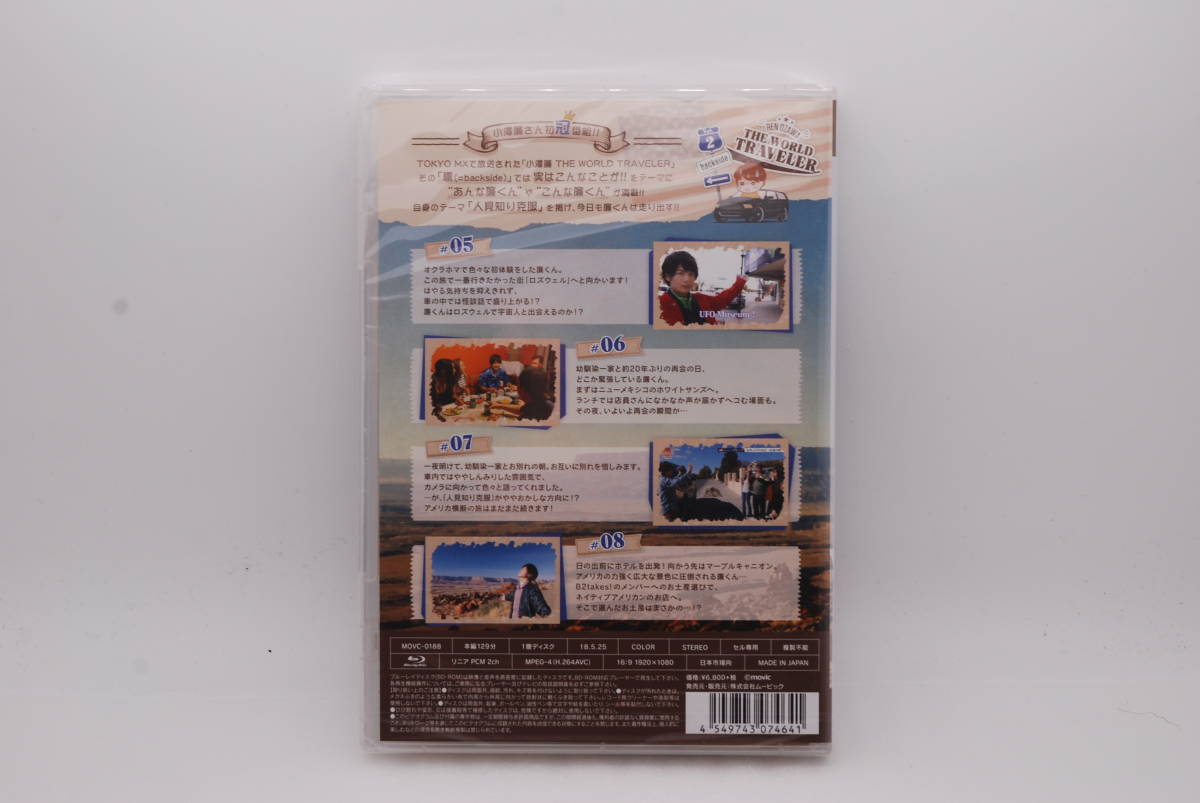 小澤廉さん初冠番組!!
TOKYO MXで放送された「小澤廉 THE WORLD TRAVELER」
その「裏(=backside)」では 実はこんなことが!! をテーマに
"あんな廉くん" や "こんな廉くん" が満載!!
自身のテーマ「人見知り克服」を掲げ、今日も廉くんは走り出す!!
Vol. 2
backside
REN OZAWA
THE WORLD
TRAVELER
#05
オクラホマで色々な初体験をした廉くん。
この旅で一番行きたかった街「ロズウェル」へと向かいます!
はやる気持ちを抑えきれず、
車の中では怪談話で盛り上がる!?
廉くんはロズウェルで宇宙人と出会えるのか!?
UFO Museum!
#06
幼馴染一家と約20年ぶりの再会の日、
どこか緊張している廉くん。
まずはニューメキシコのホワイトサンズへ。
ランチでは店員さんになかなか声が届かずヘコむ場面も。
その夜、いよいよ再会の瞬間が…
#07
一夜明けて、幼馴染一家とお別れの朝。お互いに別れを惜しみます。
車内ではややしんみりした雰囲気で、
カメラに向かって色々と語ってくれました。
…が、「人見知り克服」がややおかしな方向に!?
アメリカ横断の旅はまだまだ続きます!
#08
日の出前にホテルを出発! 向かう先はマーブルキャニオン。
アメリカの力強く広大な景色に圧倒される廉くん…
B2takes!のメンバーへのお土産選びで、
ネイティブアメリカンのお店へ。
そこで選んだお土産はまさかの…!?
MOVC-0188 本編129分 1層ディスク 18.5.25 COLOR STEREO セル専用 複製不能
Blu-ray Disc リニア PCM 2ch MPEG-4(H.264AVC) 16:9 1920×1080 日本市場向 MADE IN JAPAN
価格:¥6,800+税 ©movic
発売元・販売元:株式会社ムービック
4 549743 074641